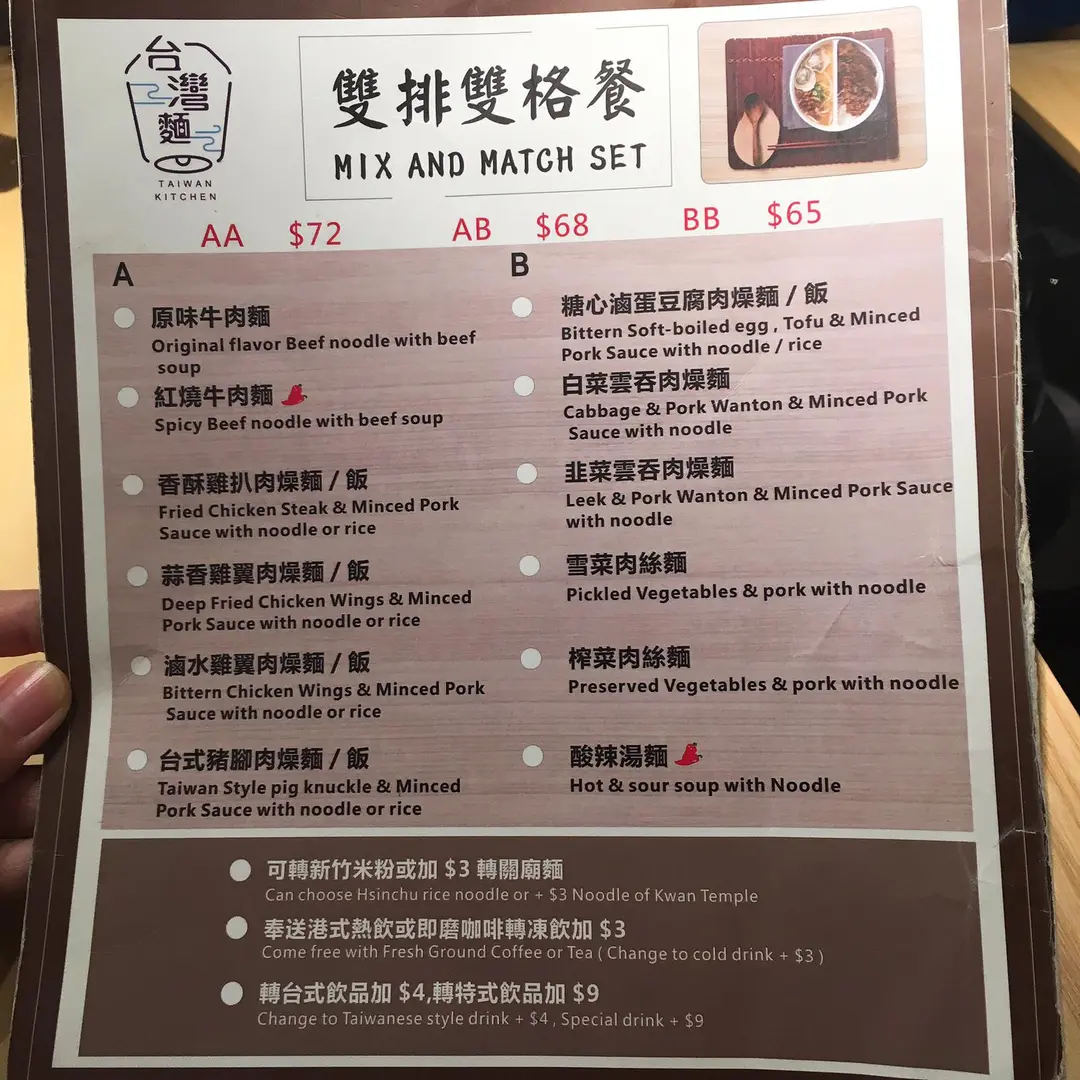 台灣麵
TAIWAN
KITCHEN
雙排雙格餐
MIX AND MATCH SET
AA $72 AB $68 BB $65
A
原味牛肉麵
Original flavor Beef noodle with beef
soup
紅燒牛肉麵
Spicy Beef noodle with beef soup
香酥雞扒肉燥麵 / 飯
Fried Chicken Steak & Minced Pork
Sauce with noodle or rice
蒜香雞翼肉燥麵 / 飯
Deep Fried Chicken Wings & Minced
Pork Sauce with noodle or rice
滷水雞翼肉燥麵 / 飯
Bittern Chicken Wings & Minced Pork
Sauce with noodle or rice
台式豬腳肉燥麵 / 飯
Taiwan Style pig knuckle & Minced
Pork Sauce with noodle or rice
B
糖心滷蛋豆腐肉燥麵 / 飯
Bittern Soft-boiled egg , Tofu & Minced
Pork Sauce with noodle / rice
白菜雲吞肉燥麵
Cabbage & Pork Wanton & Minced Pork
Sauce with noodle
韭菜雲吞肉燥麵
Leek & Pork Wanton & Minced Pork Sauce
with noodle
雪菜肉絲麵
Pickled Vegetables & pork with noodle
榨菜肉絲麵
Preserved Vegetables & pork with noodle
酸辣湯麵
Hot & sour soup with Noodle
可轉新竹米粉或加 $3 轉關廟麵
Can choose Hsinchu rice noodle or + $3 Noodle of Kwan Temple
奉送港式熱飲或即磨咖啡轉凍飲加 $3
Come free with Fresh Ground Coffee or Tea ( Change to cold drink + $3 )
轉台式飲品加 $4,轉特式飲品加 $9
Change to Taiwanese style drink + $4 , Special drink + $9